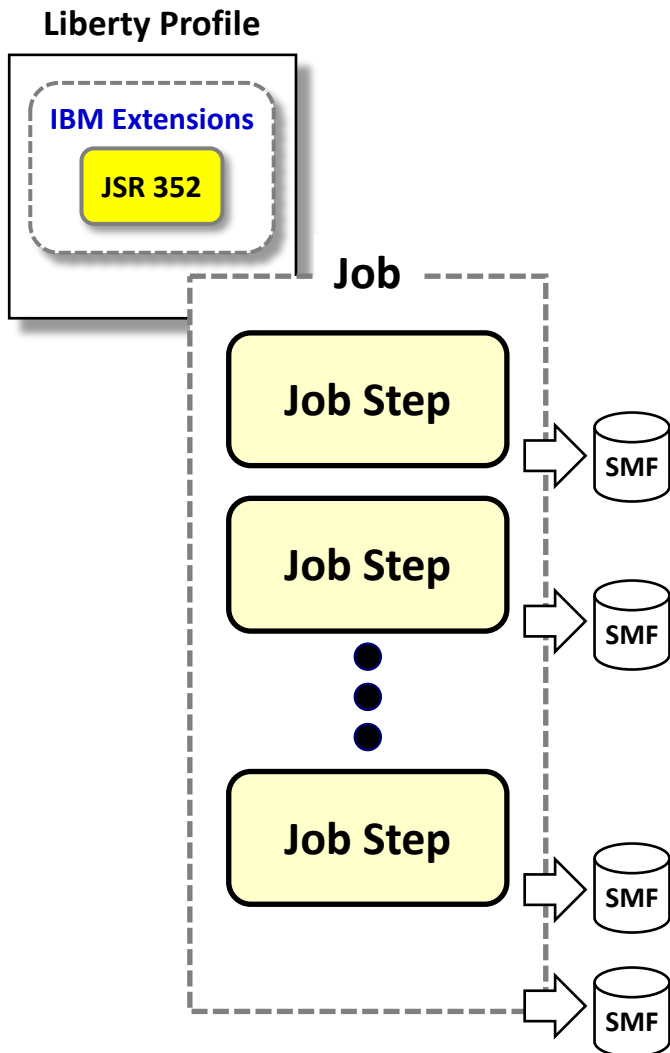 Liberty Profile
IBM Extensions
JSR 352
Job
Job Step
SMF
Job Step
SMF
Job Step
SMF
SMF